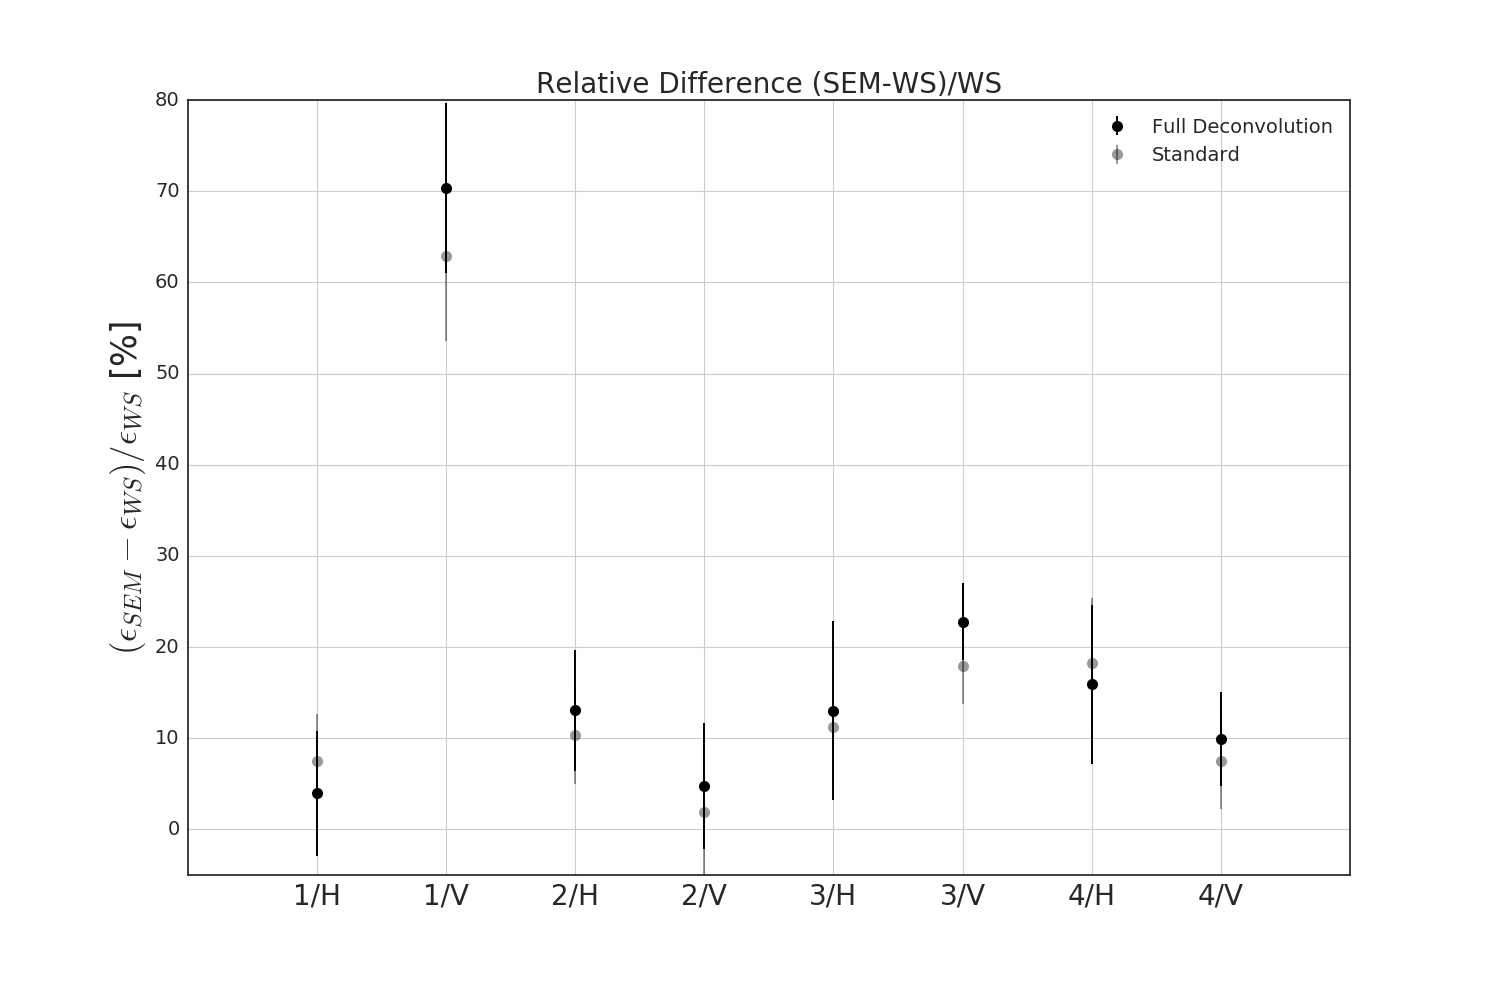 Relative Difference (SEM-WS)/WS
Full Deconvolution
Standard
(ϵ_SEM − ϵ_WS)/ϵ_WS [%]
80
70
60
50
40
30
20
10
0
1/H 1/V 2/H 2/V 3/H 3/V 4/H 4/V